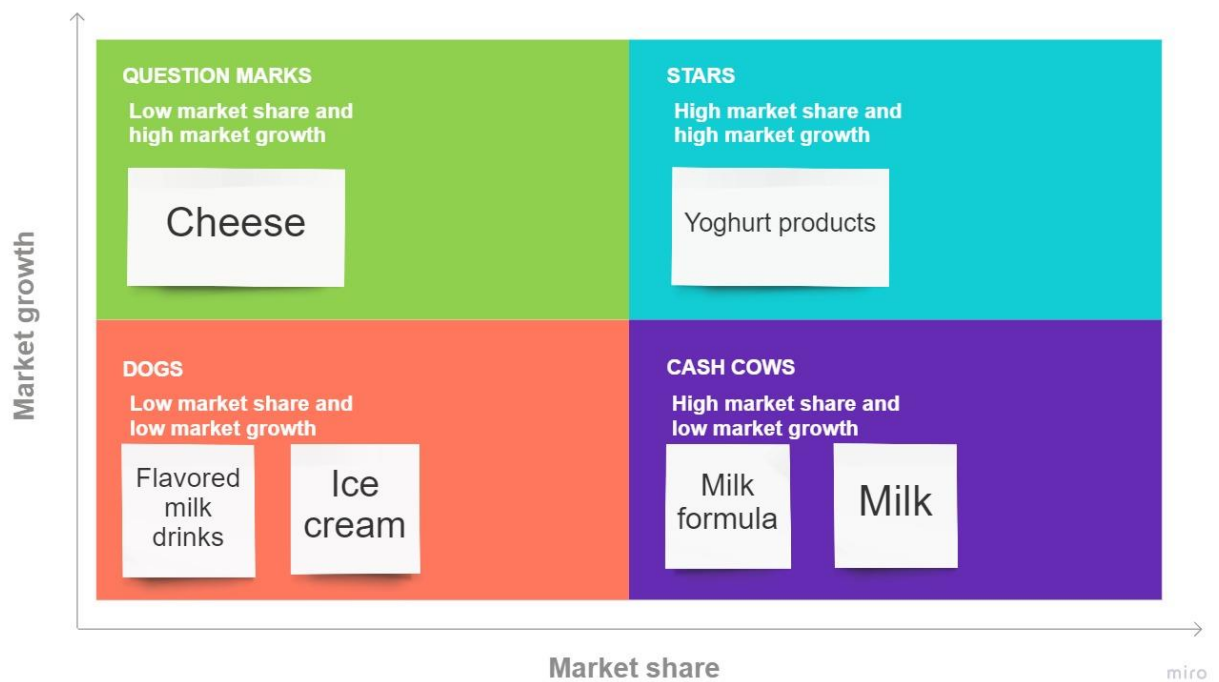 Market growth
QUESTION MARKS
Low market share and
high market growth
Cheese
STARS
High market share and
high market growth
Yoghurt products
DOGS
Low market share and
low market growth
Flavored
milk
drinks
Ice
cream
CASH COWS
High market share and
low market growth
Milk
formula
Milk
Market share
miro